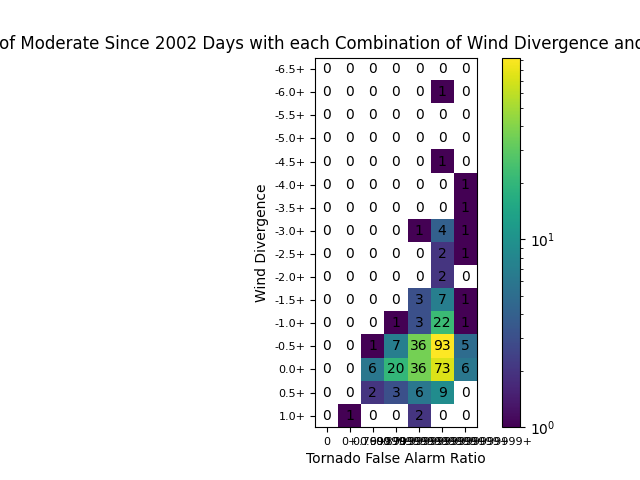 of Moderate Since 2002 Days with each Combination of Wind Divergence and
-6.5+ 0 0 0 0 0 0 0
-6.0+ 0 0 0 0 0 1 0
-5.5+ 0 0 0 0 0 0 0
-5.0+ 0 0 0 0 0 0 0
-4.5+ 0 0 0 0 0 1 0
-4.0+ 0 0 0 0 0 0 1
-3.5+ 0 0 0 0 0 0 1
-3.0+ 0 0 0 0 1 4 1
-2.5+ 0 0 0 0 0 2 1
-2.0+ 0 0 0 0 0 2 0
-1.5+ 0 0 0 0 3 7 1
-1.0+ 0 0 0 1 3 22 1
-0.5+ 0 0 1 7 36 93 5
0.0+ 0 0 6 20 36 73 6
0.5+ 0 0 2 3 6 9 0
1.0+ 0 1 0 0 2 0 0
0 0+
Tornado False Alarm Ratio
Wind Divergence
10¹
10⁰